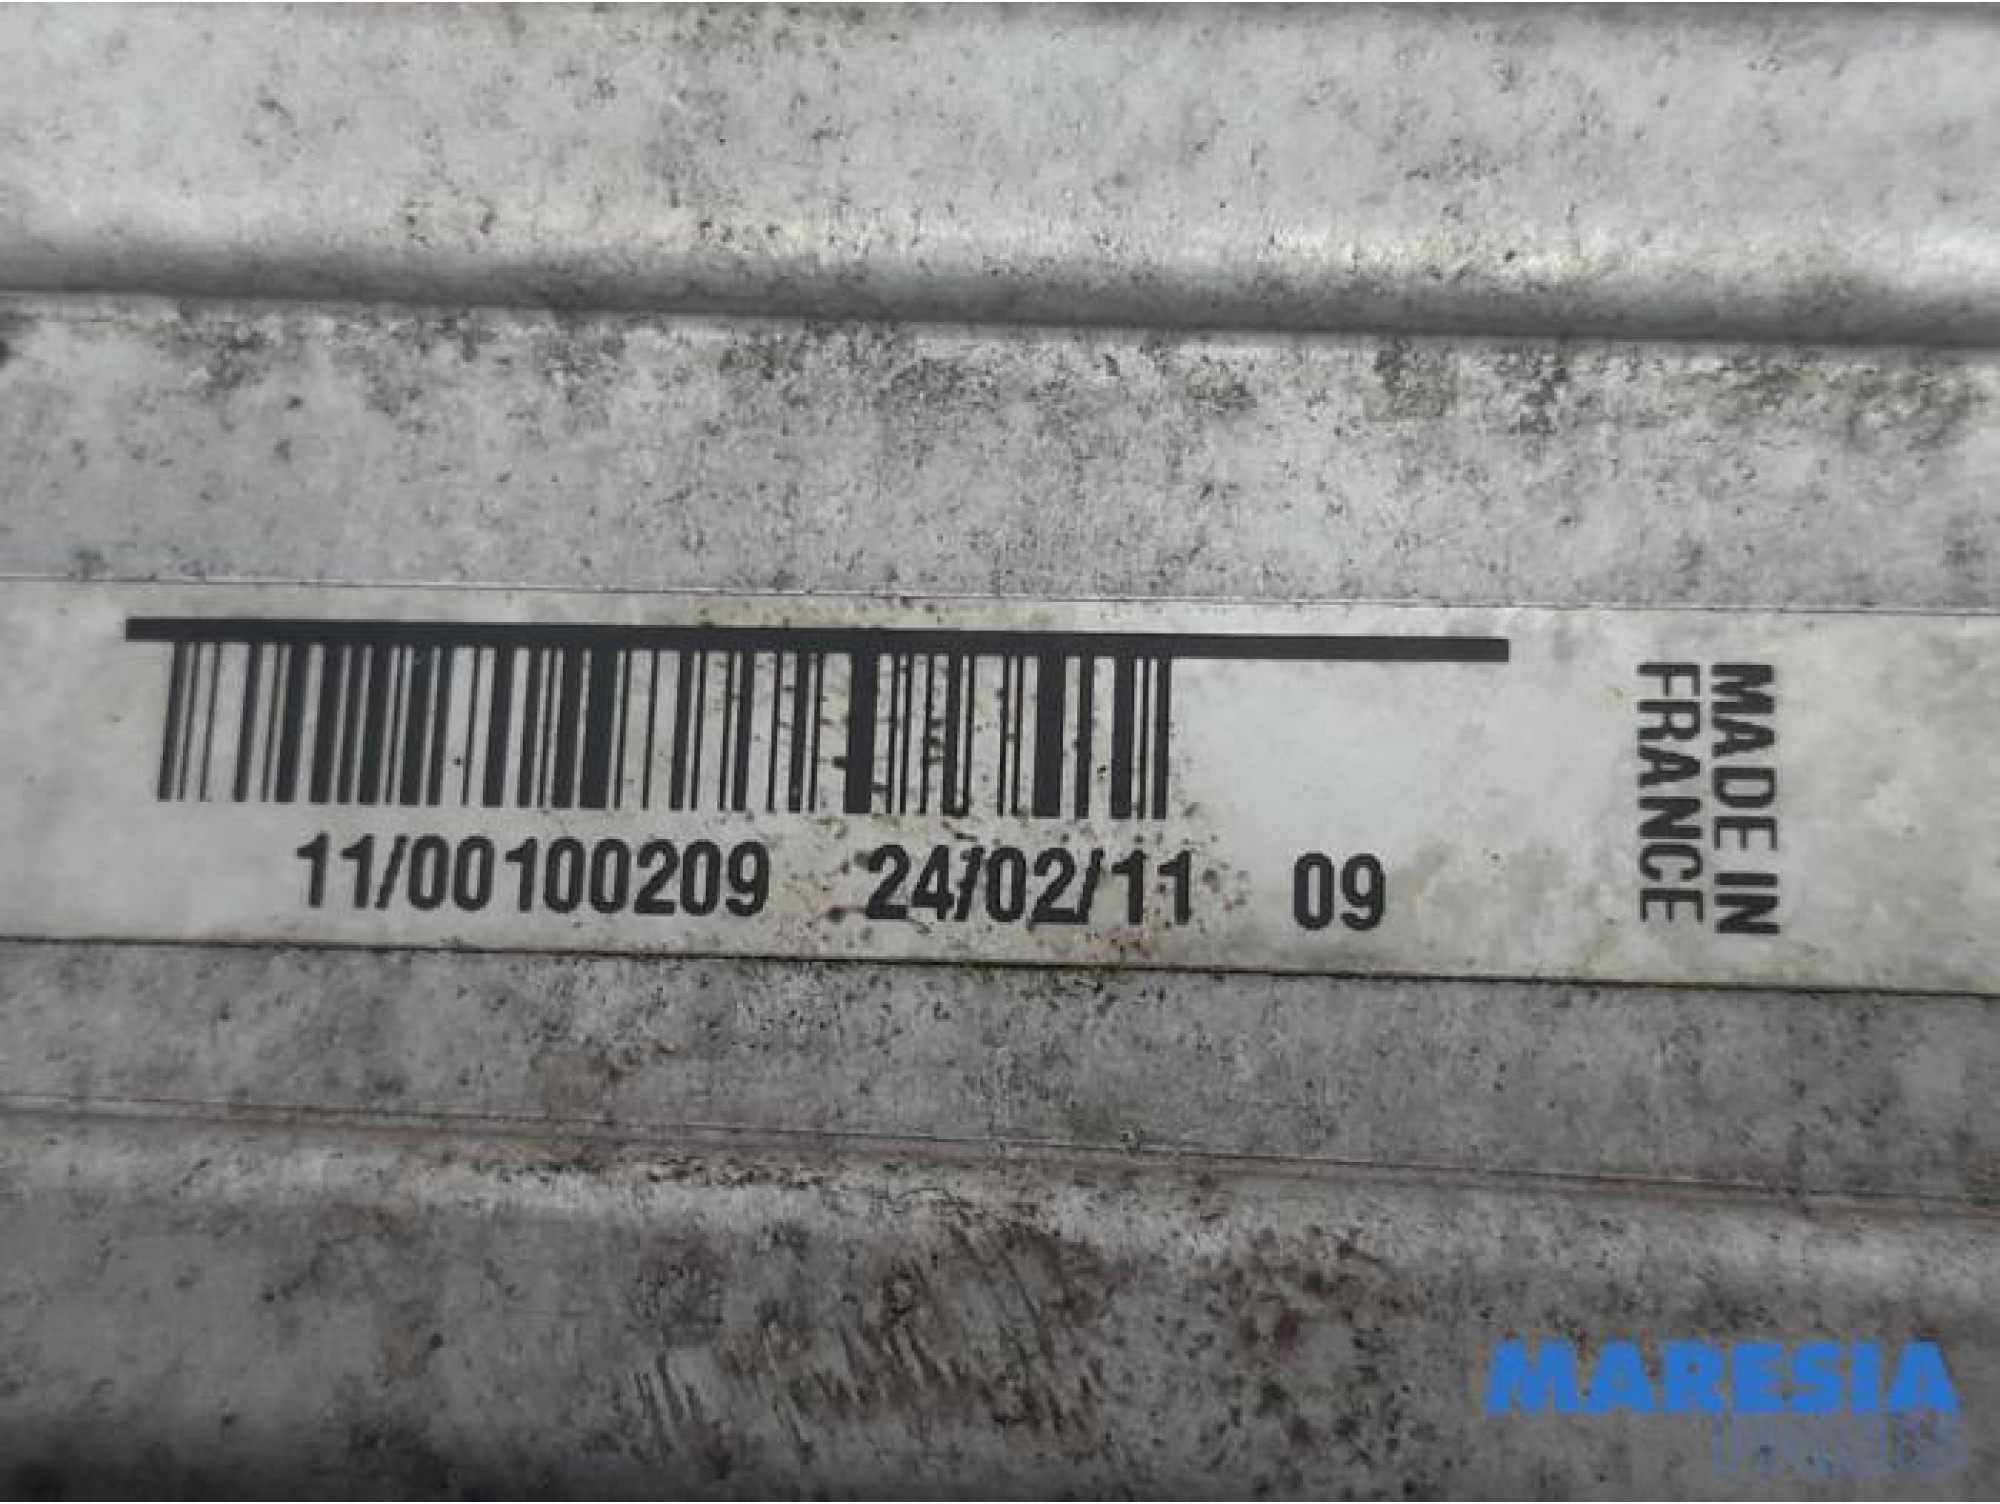 11/00100209 24/02/11 09
MADE IN
FRANCE
MARESIA